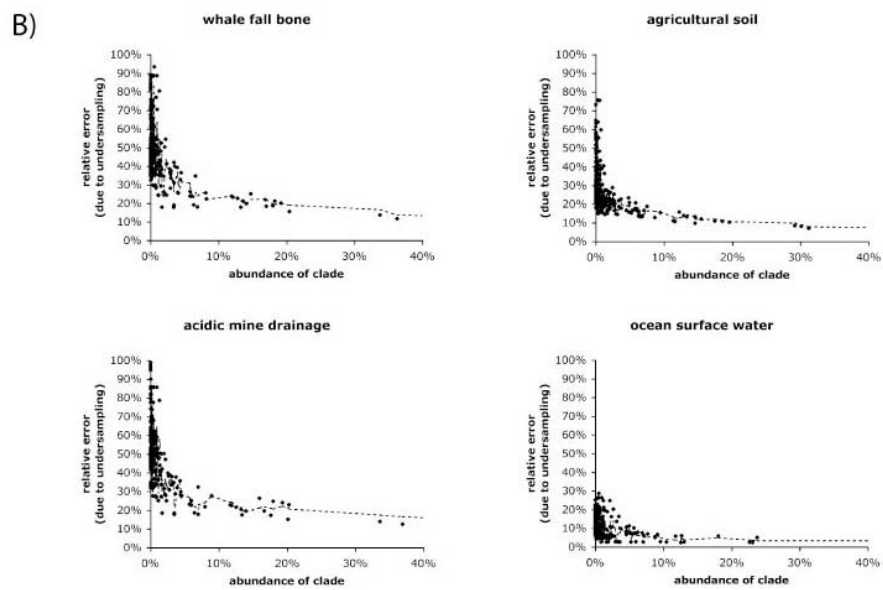 B)
whale fall bone
100%
90%
80%
70%
60%
50%
40%
30%
20%
10%
0%
relative error
(due to undersampling)
0% 10% 20% 30% 40%
abundance of clade
agricultural soil
100%
90%
80%
70%
60%
50%
40%
30%
20%
10%
0%
relative error
(due to undersampling)
0% 10% 20% 30% 40%
abundance of clade
acidic mine drainage
100%
90%
80%
70%
60%
50%
40%
30%
20%
10%
0%
relative error
(due to undersampling)
0% 10% 20% 30% 40%
abundance of clade
ocean surface water
100%
90%
80%
70%
60%
50%
40%
30%
20%
10%
0%
relative error
(due to undersampling)
0% 10% 20% 30% 40%
abundance of clade